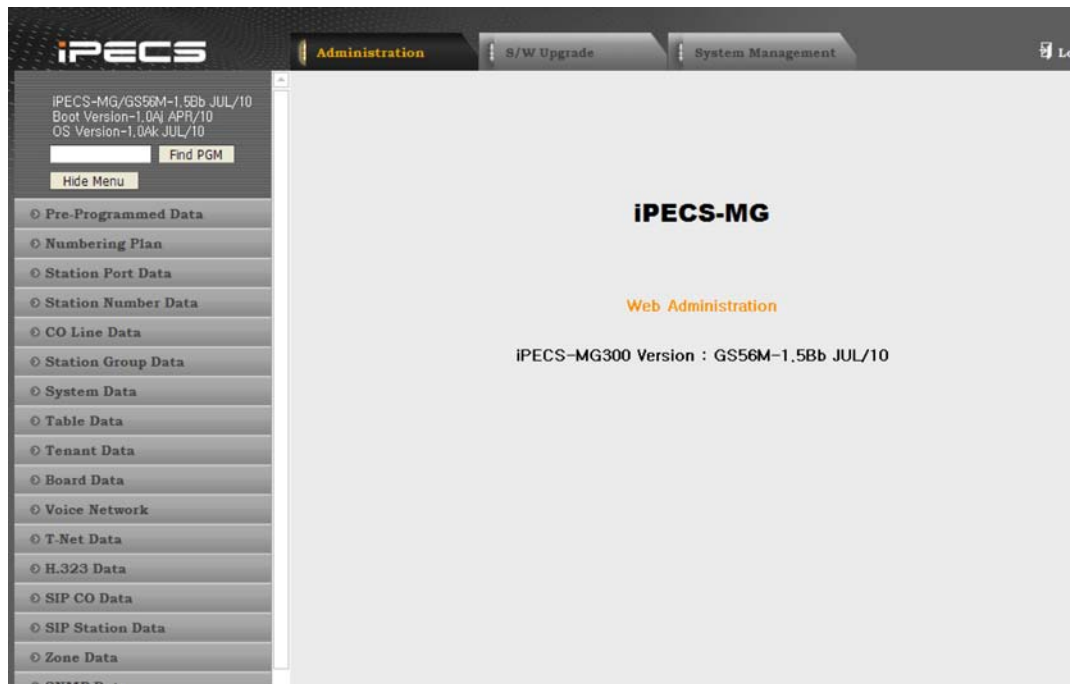 iPECS
Administration
S/W Upgrade
System Management
iPECS-MG/GS56M-1.5Bb JUL/10
Boot Version-1.0Aj APR/10
OS Version-1.0Ak JUL/10
Find PGM
Hide Menu
Pre-Programmed Data
Numbering Plan
Station Port Data
Station Number Data
CO Line Data
Station Group Data
System Data
Table Data
Tenant Data
Board Data
Voice Network
T-Net Data
H.323 Data
SIP CO Data
SIP Station Data
Zone Data
iPECS-MG
Web Administration
iPECS-MG300 Version : GS56M-1.5Bb JUL/10